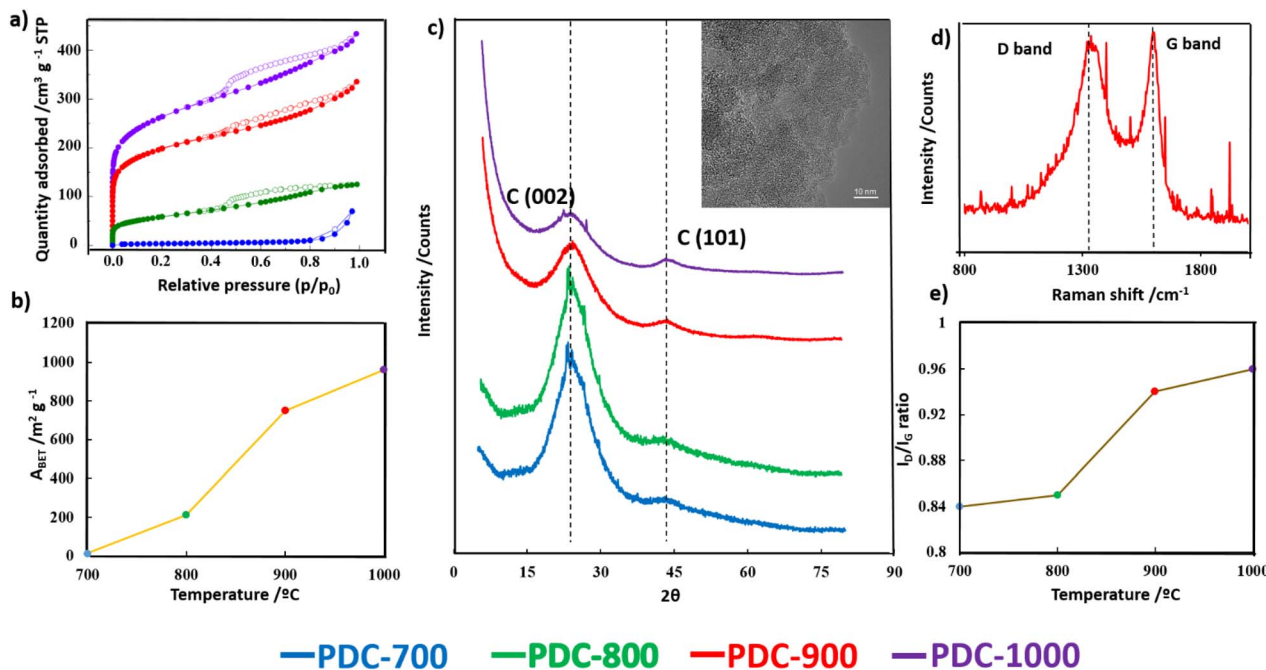 a)
Quantity adsorbed /cm³ g⁻¹ STP
400
300
200
100
0
0.0 0.2 0.4 0.6 0.8 1.0
Relative pressure (p/p₀)
b)
A_BET /m² g⁻¹
1200
1000
800
600
400
200
0
700 800 900 1000
Temperature /ºC
c)
Intensity /Counts
C (002)
C (101)
10 nm
0 15 30 45 60 75 90
2θ
d)
D band
G band
Intensity /Counts
800 1300 1800
Raman shift /cm⁻¹
e)
I_D/I_G ratio
1
0.96
0.92
0.88
0.84
0.8
700 800 900 1000
Temperature /ºC
PDC-700 PDC-800 PDC-900 PDC-1000